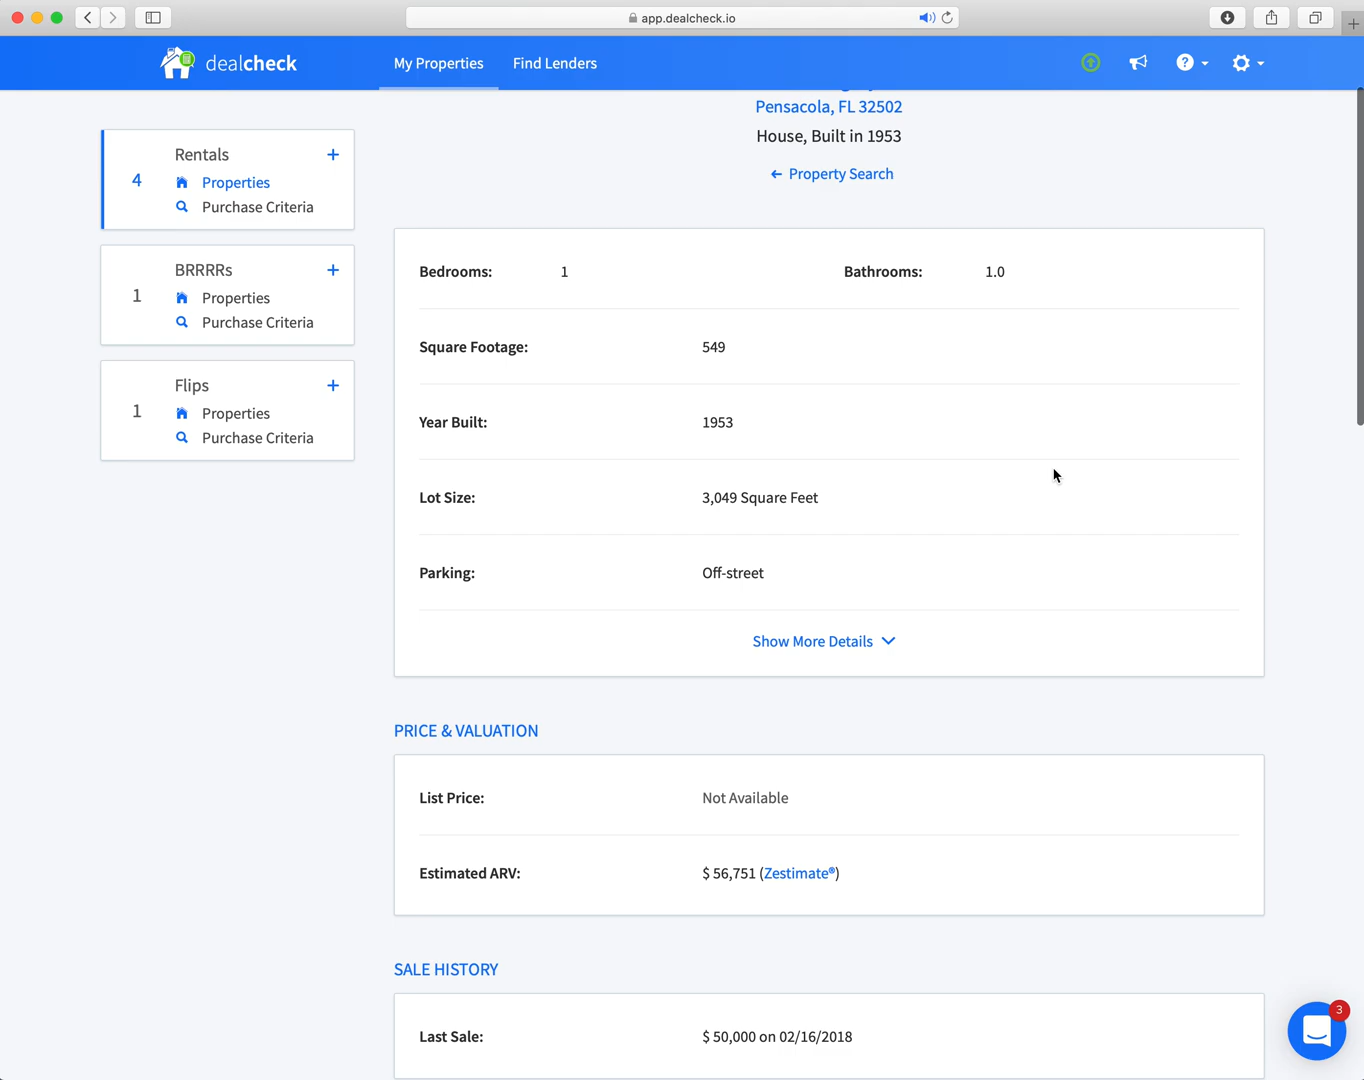 app.dealcheck.io
dealcheck
My Properties
Find Lenders
Pensacola, FL 32502
House, Built in 1953
← Property Search
Rentals
4
Properties
Purchase Criteria
BRRRRs
1
Properties
Purchase Criteria
Flips
1
Properties
Purchase Criteria
Bedrooms: 1 Bathrooms: 1.0
Square Footage: 549
Year Built: 1953
Lot Size: 3,049 Square Feet
Parking: Off-street
Show More Details
PRICE & VALUATION
List Price: Not Available
Estimated ARV: $ 56,751 (Zestimate®)
SALE HISTORY
Last Sale: $ 50,000 on 02/16/2018
3